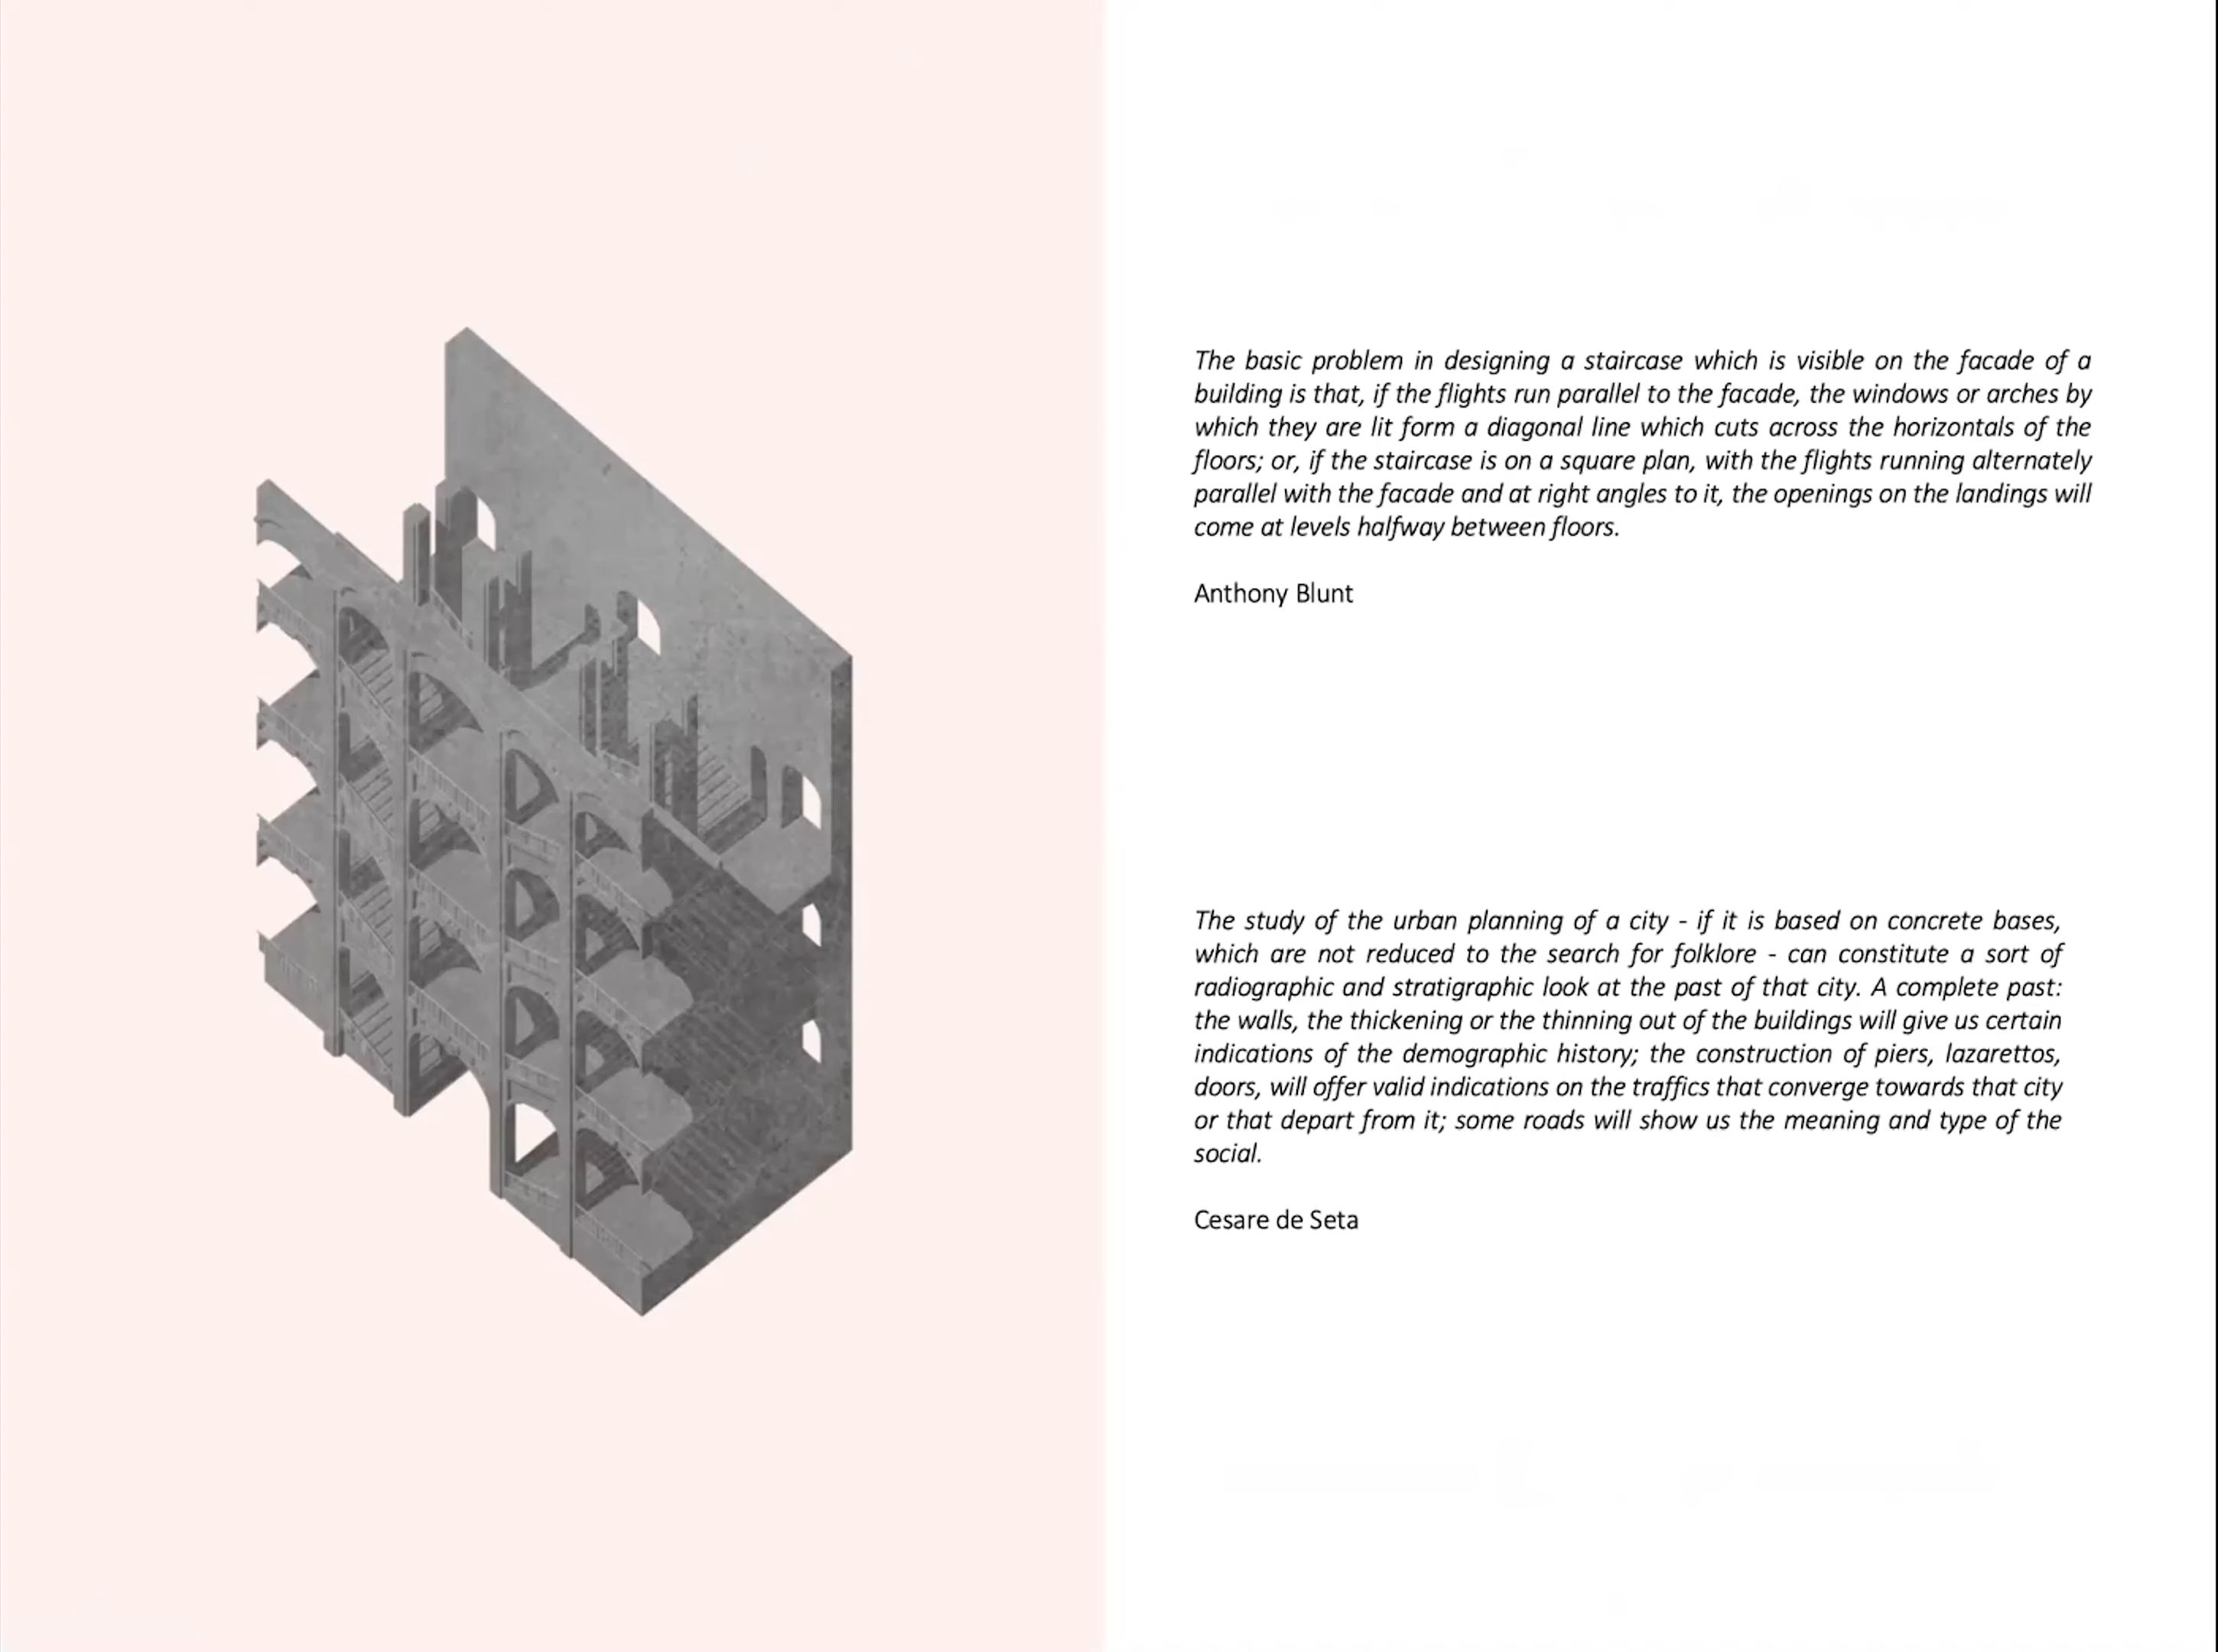 The basic problem in designing a staircase which is visible on the facade of a
building is that, if the flights run parallel to the facade, the windows or arches by
which they are lit form a diagonal line which cuts across the horizontals of the
floors; or, if the staircase is on a square plan, with the flights running alternately
parallel with the facade and at right angles to it, the openings on the landings will
come at levels halfway between floors.
Anthony Blunt
The study of the urban planning of a city - if it is based on concrete bases,
which are not reduced to the search for folklore - can constitute a sort of
radiographic and stratigraphic look at the past of that city. A complete past:
the walls, the thickening or the thinning out of the buildings will give us certain
indications of the demographic history; the construction of piers, lazarettos,
doors, will offer valid indications on the traffics that converge towards that city
or that depart from it; some roads will show us the meaning and type of the
social.
Cesare de Seta